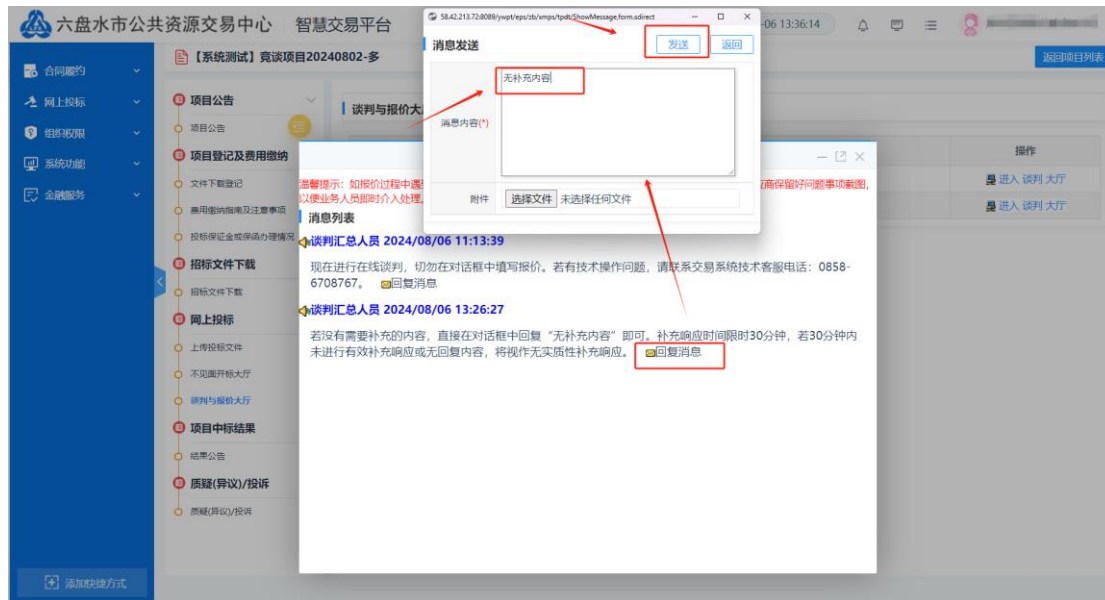 六盘水市公共资源交易中心 智慧交易平台
58.42.213.72:8089/ywpt/eps/zb/xmps/tpdt/ShowMessage,form.sdirect
-06 13:36:14
【系统测试】竞谈项目20240802-多
返回项目列表
消息发送
发送
返回
消息内容(*)
无补充内容
附件
选择文件 未选择任何文件
合同履约
网上投标
组织权限
系统功能
金融服务
添加快捷方式
项目公告
项目公告
项目登记及费用缴纳
文件下载登记
费用缴纳指南及注意事项
投标保证金或保函办理情况
招标文件下载
招标文件下载
网上投标
上传投标文件
不见面开标大厅
谈判与报价大厅
项目中标结果
结果公告
质疑(异议)/投诉
质疑(异议)/投诉
谈判与报价大
操作
进入 谈判 大厅
进入 谈判 大厅
温馨提示：如报价过程中遇
应商保留好问题事项截图，
以便业务人员即时介入处理
消息列表
谈判汇总人员 2024/08/06 11:13:39
现在进行在线谈判，切勿在对话框中填写报价。若有技术操作问题，请联系交易系统技术客服电话：0858-
6708767。 回复消息
谈判汇总人员 2024/08/06 13:26:27
若没有需要补充的内容，直接在对话框中回复“无补充内容”即可。补充响应时间限时30分钟，若30分钟内
未进行有效补充响应或无回复内容，将视作无实质性补充响应。 回复消息